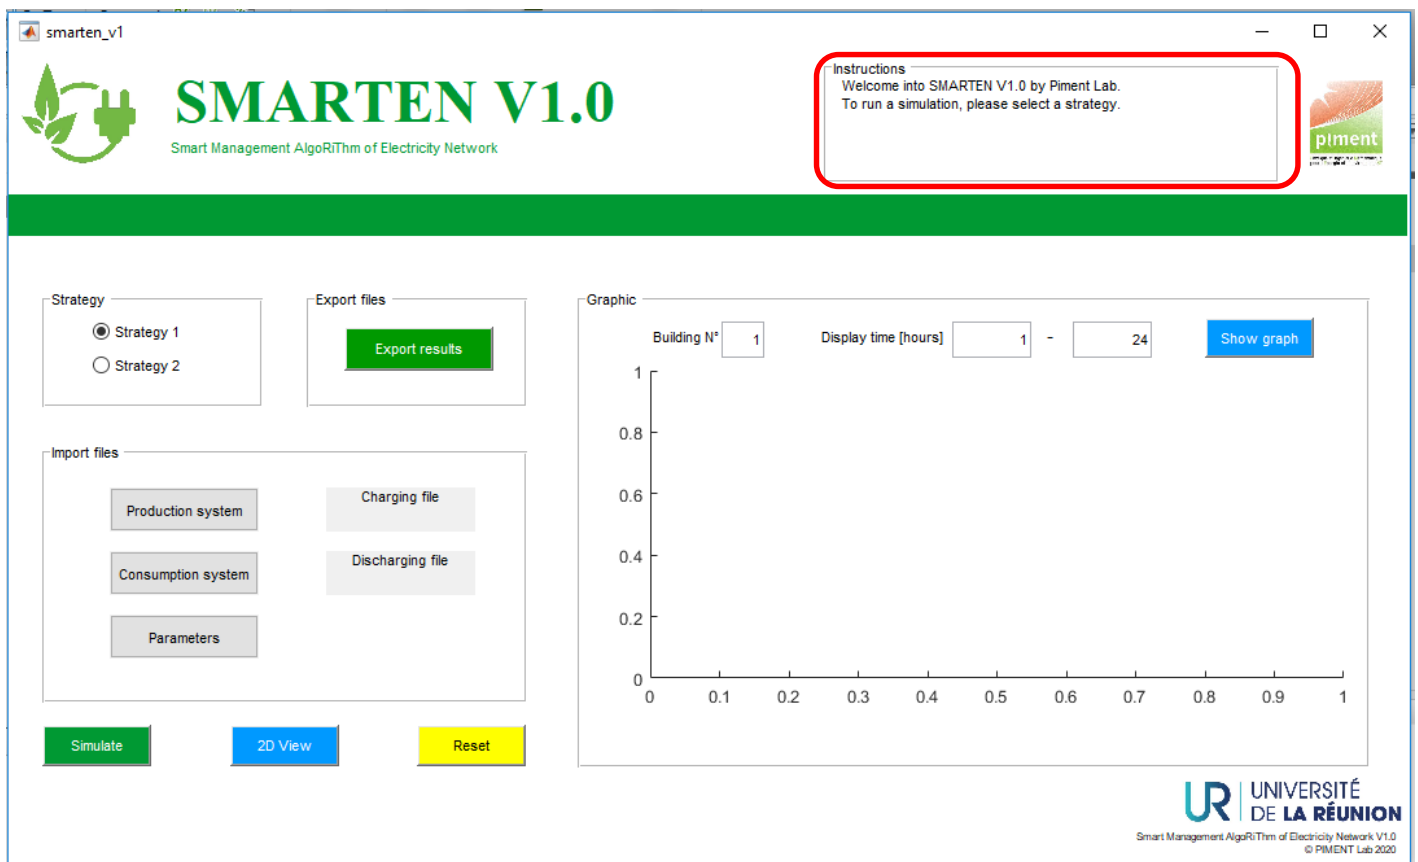 smarten_v1
SMARTEN V1.0
Smart Management AlgoRiThm of Electricity Network
Instructions
Welcome into SMARTEN V1.0 by Piment Lab.
To run a simulation, please select a strategy.
piment
Strategy
Strategy 1
Strategy 2
Export files
Export results
Import files
Production system
Charging file
Consumption system
Discharging file
Parameters
Simulate
2D View
Reset
Graphic
Building N° 1
Display time [hours] 1 - 24
Show graph
1
0.8
0.6
0.4
0.2
0
0 0.1 0.2 0.3 0.4 0.5 0.6 0.7 0.8 0.9 1
UR
UNIVERSITÉ
DE LA RÉUNION
Smart Management AlgoRiThm of Electricity Network V1.0
© PIMENT Lab 2020